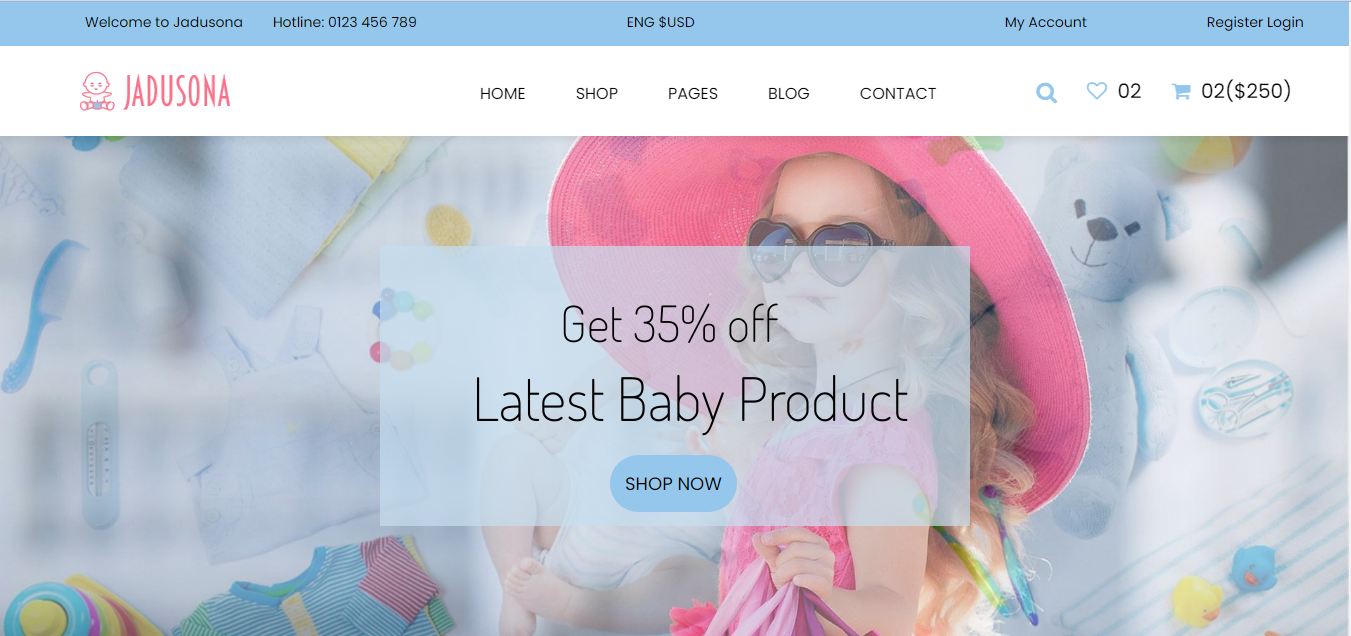 Welcome to Jadusona Hotline: 0123 456 789 ENG $USD My Account Register Login
JADUSONA HOME SHOP PAGES BLOG CONTACT 02 02($250)
Get 35% off
Latest Baby Product
SHOP NOW